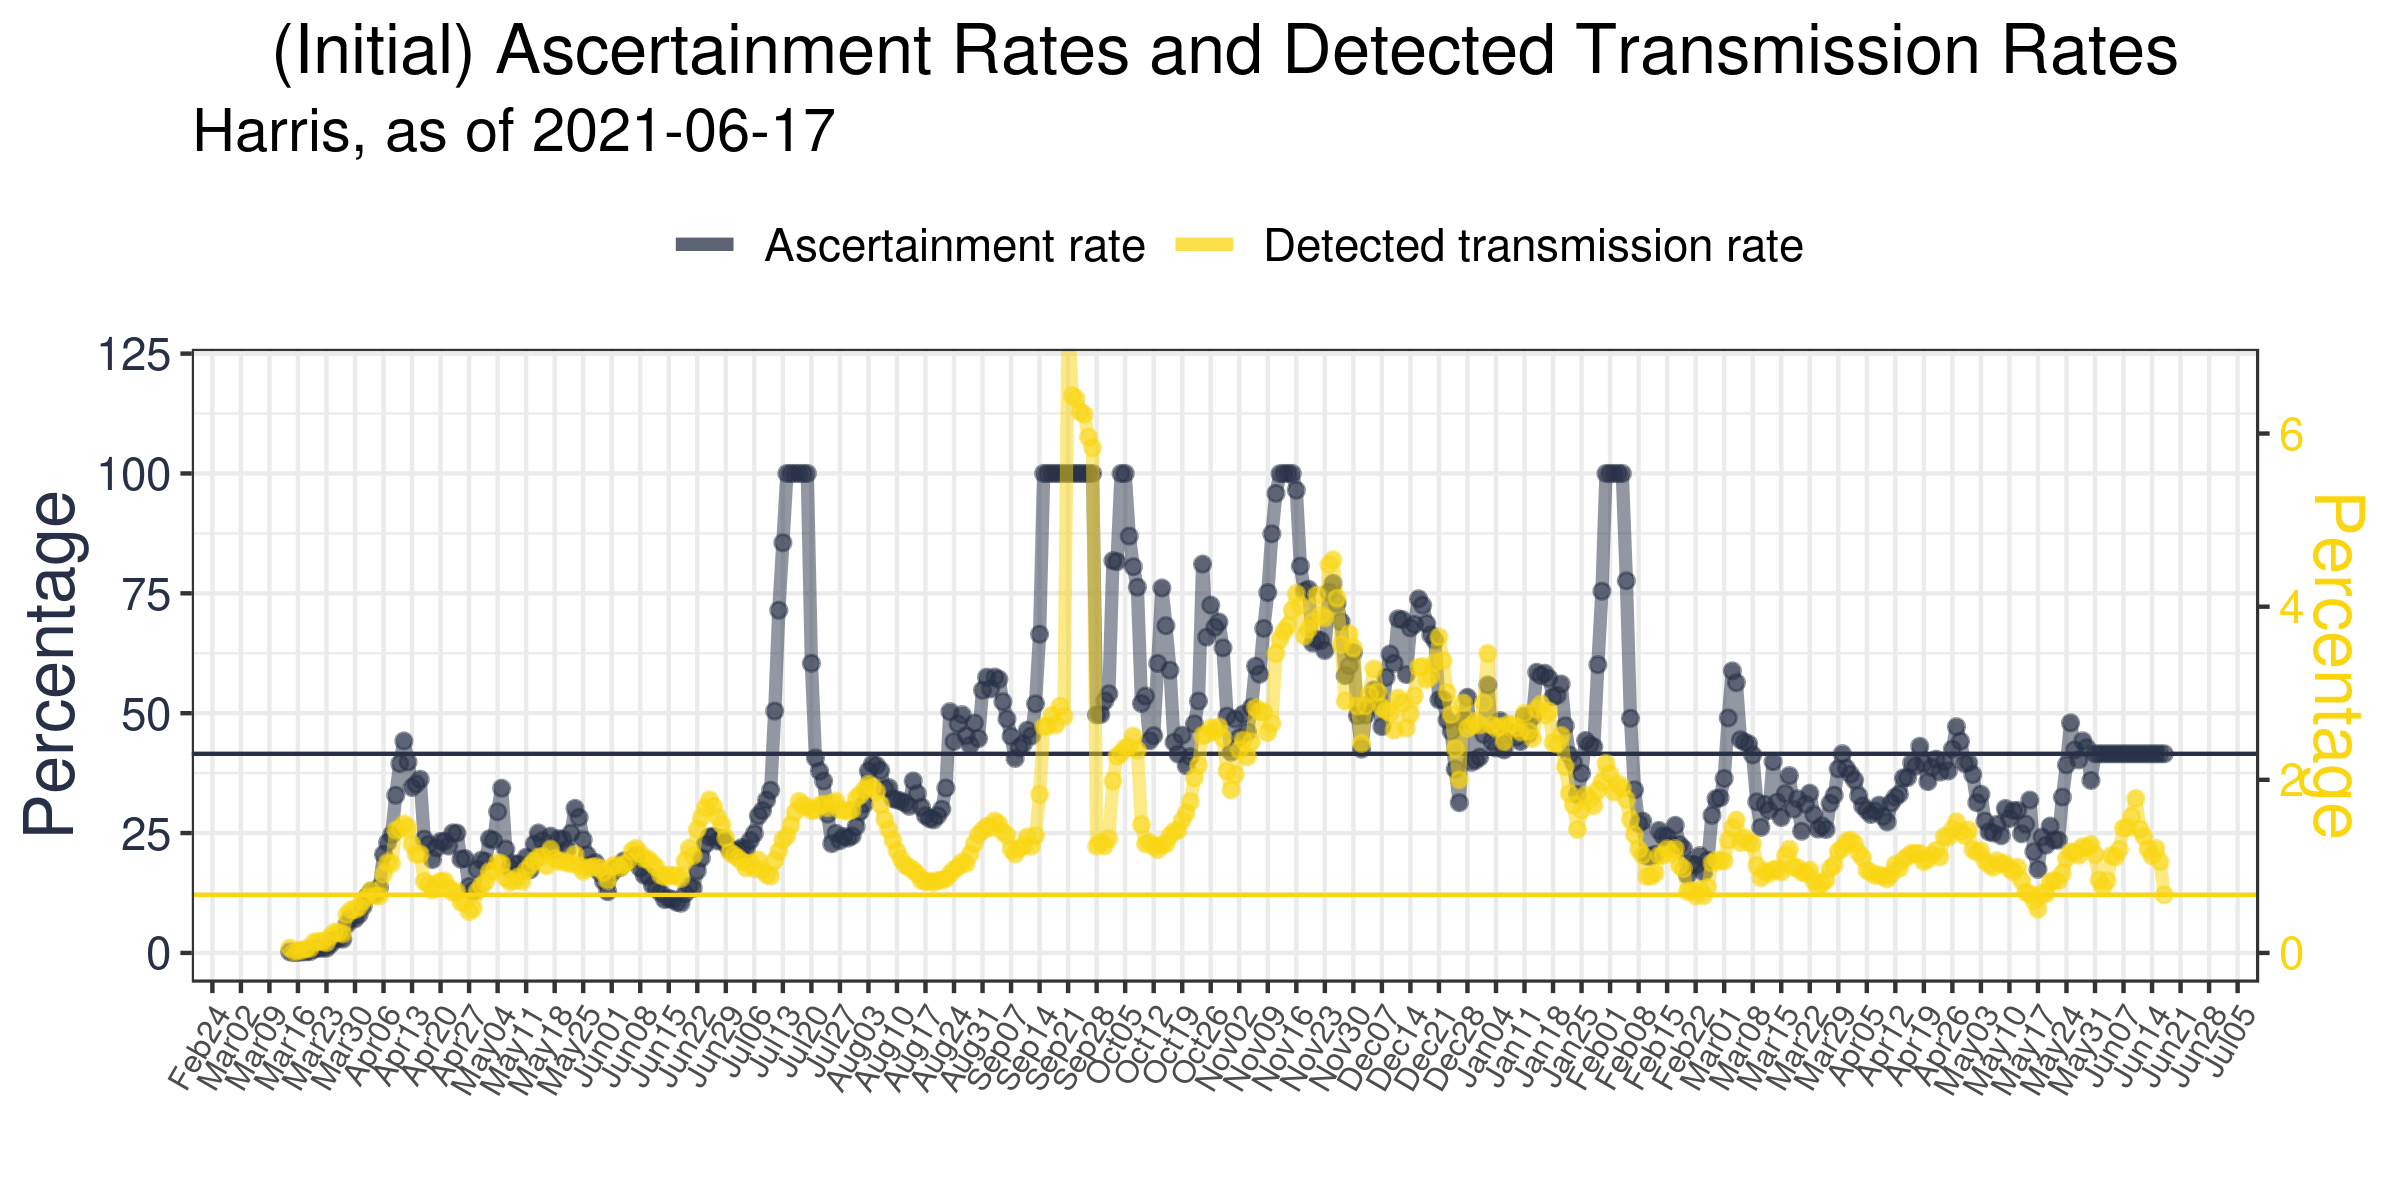 (Initial) Ascertainment Rates and Detected Transmission Rates
Harris, as of 2021-06-17
Ascertainment rate Detected transmission rate
Percentage
125
100
75
50
25
0
6
4
2
0
Percentage
Feb24 Mar02 Mar09 Mar16 Mar23 Mar30 Apr06 Apr13 Apr20 Apr27 May04 May11 May18 May25 Jun01 Jun08 Jun15 Jun22 Jun29 Jul06 Jul13 Jul20 Jul27 Aug03 Aug10 Aug17 Aug24 Aug31 Sep07 Sep14 Sep21 Sep28 Oct05 Oct12 Oct19 Oct26 Nov02 Nov09 Nov16 Nov23 Nov30 Dec07 Dec14 Dec21 Dec28 Jan04 Jan11 Jan18 Jan25 Feb01 Feb08 Feb15 Feb22 Mar01 Mar08 Mar15 Mar22 Mar29 Apr05 Apr12 Apr19 Apr26 May03 May10 May17 May24 May31 Jun07 Jun14 Jun21 Jun28 Jul05